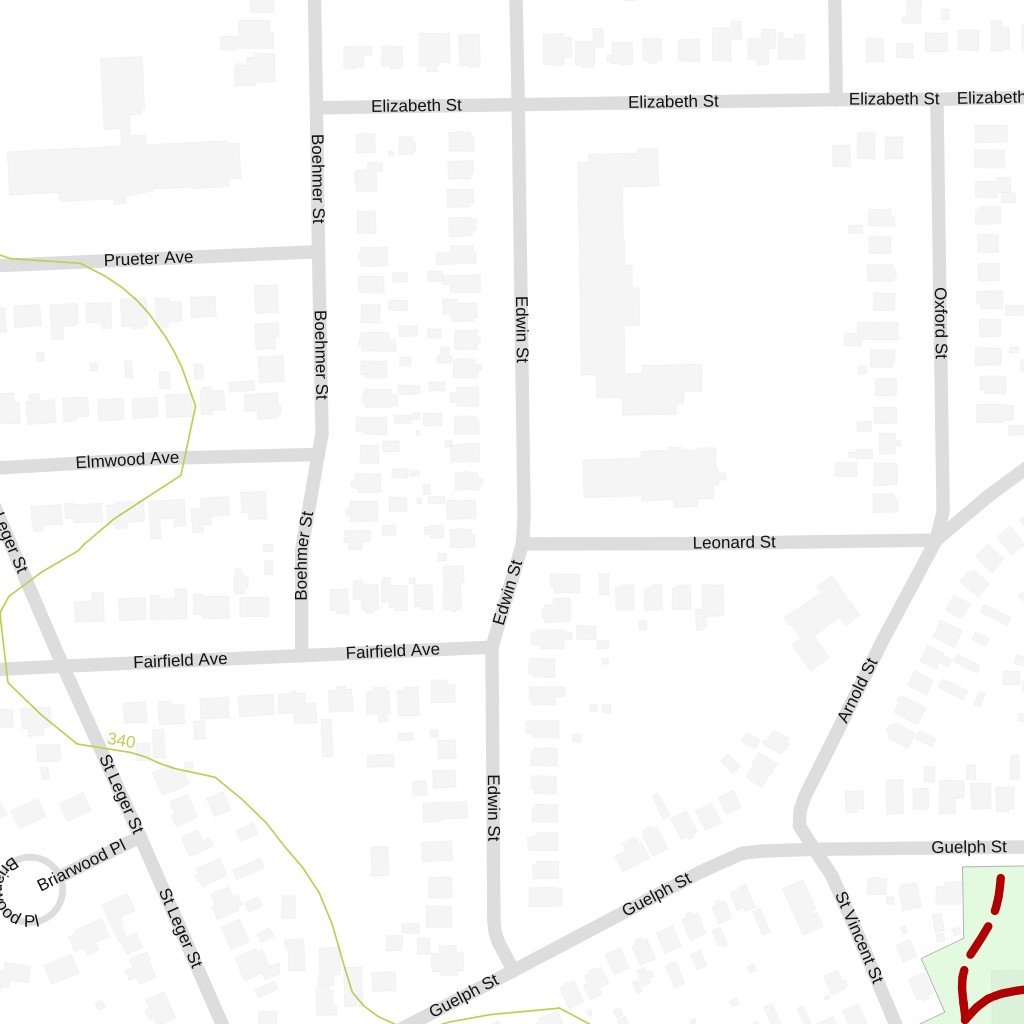 Elizabeth St
Elizabeth St
Elizabeth St
Elizabeth
Boehmer St
Prueter Ave
Boehmer St
Edwin St
Oxford St
Elmwood Ave
Leger St
Boehmer St
Leonard St
Edwin St
Fairfield Ave
Fairfield Ave
Arnold St
340
St Leger St
Edwin St
Briarwood Pl
Guelph St
Briarwood Pl
Guelph St
St Leger St
St Vincent St
Guelph St